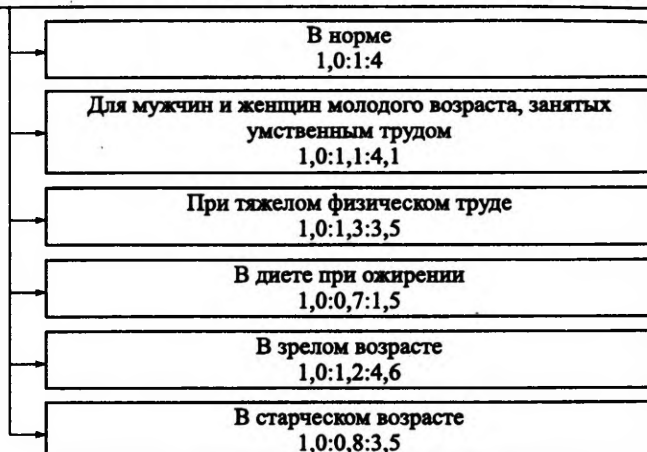 В норме
1,0:1:4
Для мужчин и женщин молодого возраста, занятых
умственным трудом
1,0:1,1:4,1
При тяжелом физическом труде
1,0:1,3:3,5
В диете при ожирении
1,0:0,7:1,5
В зрелом возрасте
1,0:1,2:4,6
В старческом возрасте
1,0:0,8:3,5